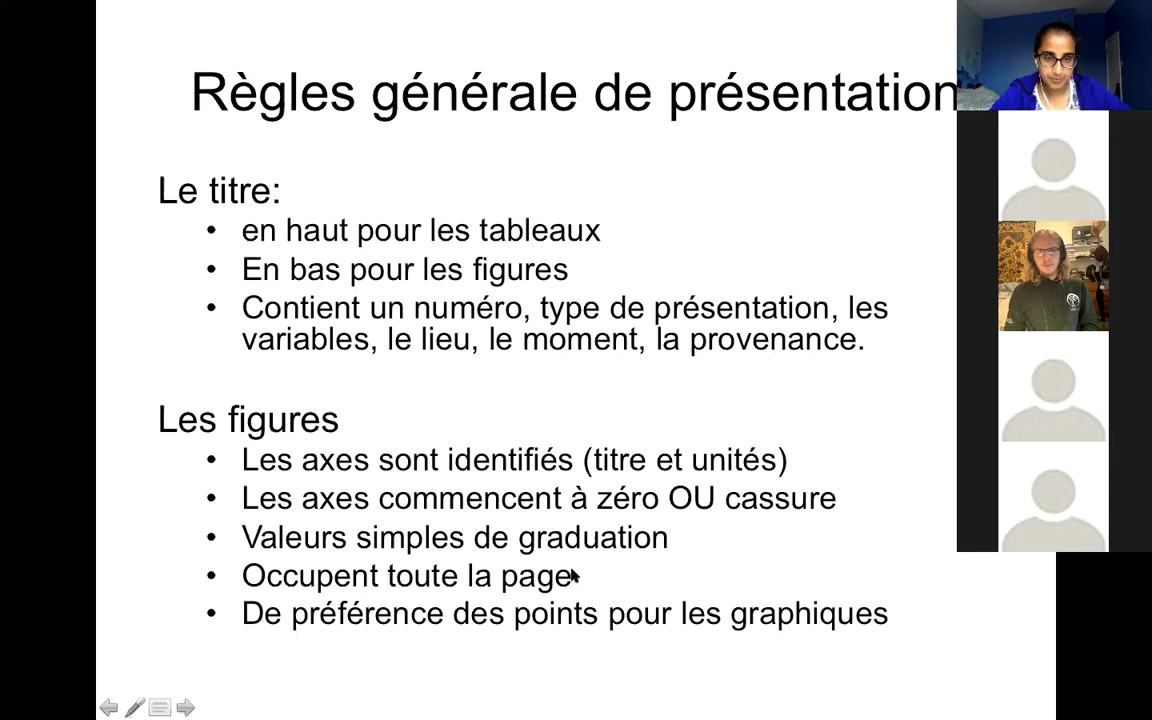 Règles générale de présentation
Le titre:
• en haut pour les tableaux
• En bas pour les figures
• Contient un numéro, type de présentation, les
variables, le lieu, le moment, la provenance.
Les figures
• Les axes sont identifiés (titre et unités)
• Les axes commencent à zéro OU cassure
• Valeurs simples de graduation
• Occupent toute la page
• De préférence des points pour les graphiques